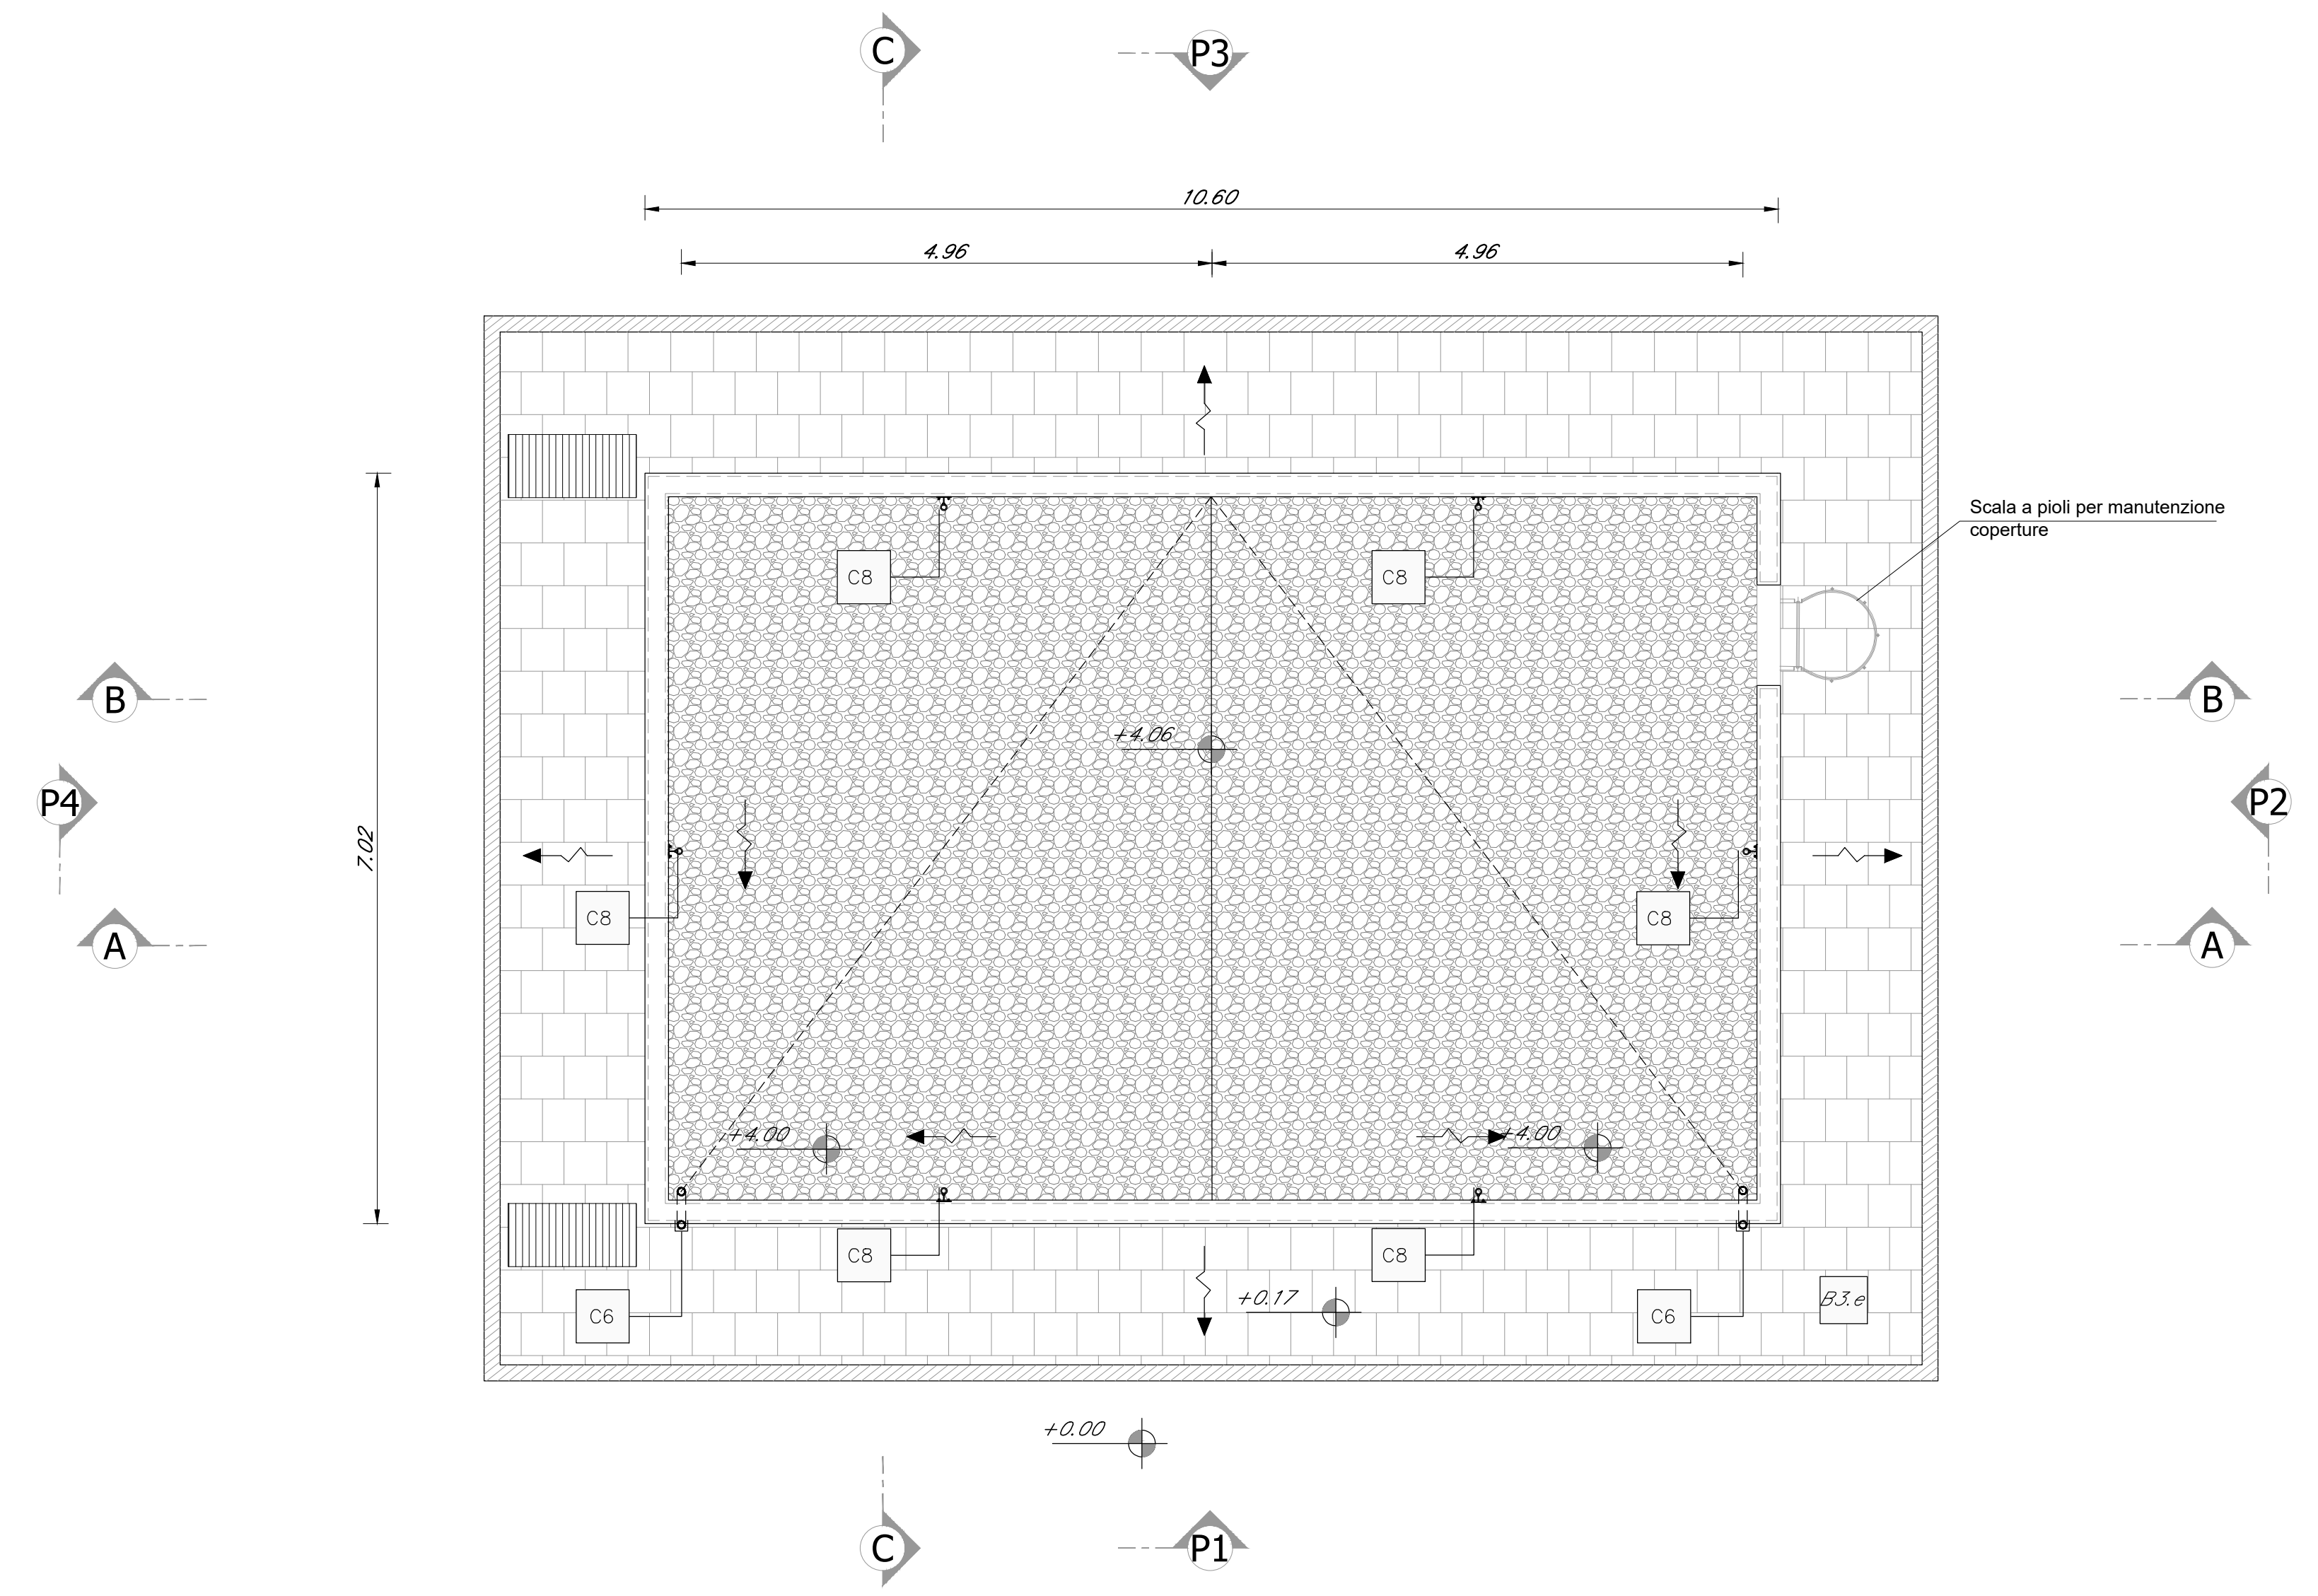 C
P3
10.60
4.96
4.96
Scala a pioli per manutenzione
coperture
C8
C8
B
B
+4.06
P4
P2
7.02
C8
C8
A
A
+4.00
+4.00
C8
C8
+0.17
B3.e
C6
C6
+0.00
C
P1